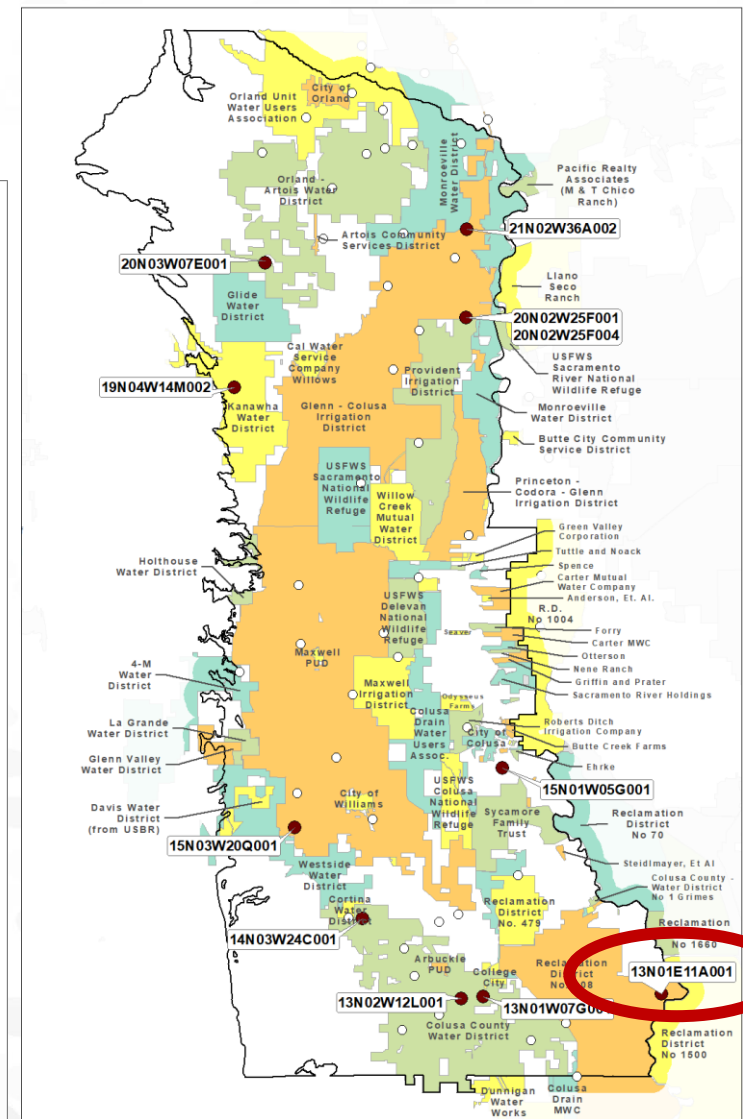 City of
Orland
Orland Unit
Water Users
Association
Monroeville
Water District
Pacific Realty
Associates
(M & T Chico
Ranch)
Orland -
Artois Water
District
21N02W36A002
Artois Community
Services District
20N03W07E001
Llano
Seco
Ranch
Glide
Water
District
20N02W25F001
20N02W25F004
Cal Water
Service
Company
Willows
USFWS
Sacramento
River National
Wildlife
Refuge
Provident
Irrigation
District
19N04W14M002
Kanawha
Water
District
Glenn - Colusa
Irrigation
District
Monroeville
Water District
Butte City Community
Service District
USFWS
Sacramento
National
Wildlife
Refuge
Willow
Creek
Mutual
Water
District
Princeton -
Codora - Glenn
Irrigation District
Green Valley
Corporation
Tuttle and Noack
Holthouse
Water District
Spence
Carter Mutual
Water Company
Anderson, Et. Al.
USFWS
Delevan
National
Wildlife
Refuge
R.D.
No 1004
Seaver
Forry
Carter MWC
Otterson
Maxwell
PUD
Nene Ranch
Griffin and Prater
4-M
Water
District
Sacramento River Holdings
Maxwell
Irrigation
District
Odysseus
Farms
La Grande
Water District
Colusa
Drain
Water
Users
Assoc.
City of
Colusa
Roberts Ditch
Irrigation Company
Butte Creek Farms
Glenn Valley
Water District
Ehrke
15N01W05G001
USFWS
Colusa
National
Wildlife
Refuge
City of
Williams
Davis Water
District
(from USBR)
Sycamore
Family
Trust
Reclamation
District
No 70
15N03W20Q001
Steidlmayer, Et Al
Westside
Water
District
Colusa County -
Water District
No 1 Grimes
Cortina
Water
District
Reclamation
District
No. 479
Reclamation
No 1660
14N03W24C001
Arbuckle
PUD
College
City
Reclamation
District
13N01E11A001
13N02W12L001
13N01W07G
Colusa County
Water District
Reclamation
District
No 1500
Dunnigan
Water
Works
Colusa
Drain
MWC